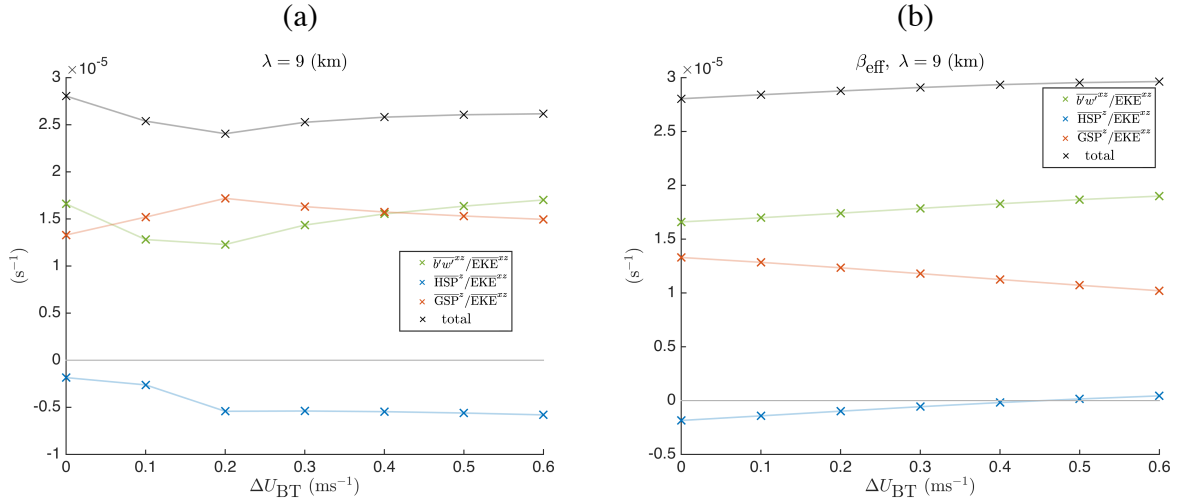 (a)
λ = 9 (km)
×10⁻⁵
3
2.5
2
1.5
1
0.5
0
-0.5
-1
(s⁻¹)
0 0.1 0.2 0.3 0.4 0.5 0.6
ΔU_BT (ms⁻¹)
b′w′^xz/EKE^xz
HSP^z/EKE^xz
GSP^z/EKE^xz
total
(b)
β_eff, λ = 9 (km)
×10⁻⁵
3
2.5
2
1.5
1
0.5
0
-0.5
(s⁻¹)
0 0.1 0.2 0.3 0.4 0.5 0.6
ΔU_BT (ms⁻¹)
b′w′^xz/EKE^xz
HSP^z/EKE^xz
GSP^z/EKE^xz
total